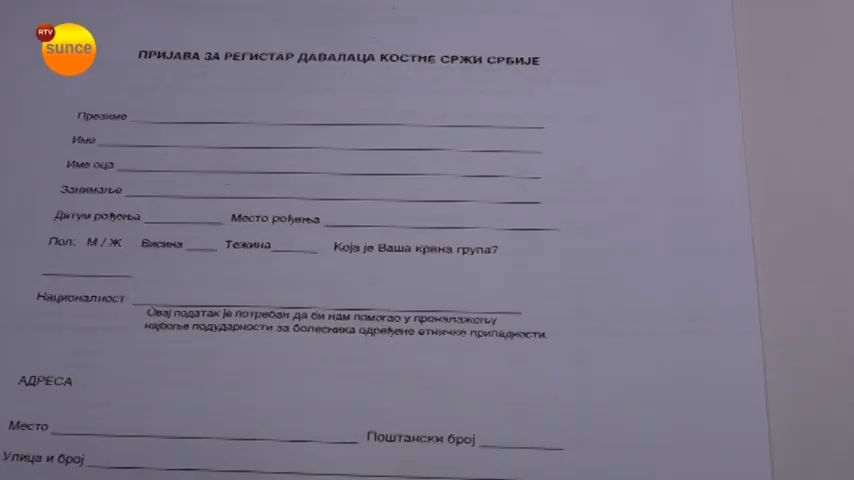 RTV
sunce
ПРИЈАВА ЗА РЕГИСТАР ДАВАЛАЦА КОСТНЕ СРЖИ СРБИЈЕ
Презиме
Име
Име оца
Занимање
Датум рођења Место рођења
Пол: М / Ж Висина Тежина Која је Ваша крвна група?
Националност
Овај податак је потребан да би нам помогао у проналажењу
најбоље подударности за болесника одређене етничке припадности.
АДРЕСА
Место Поштански број
Улица и број